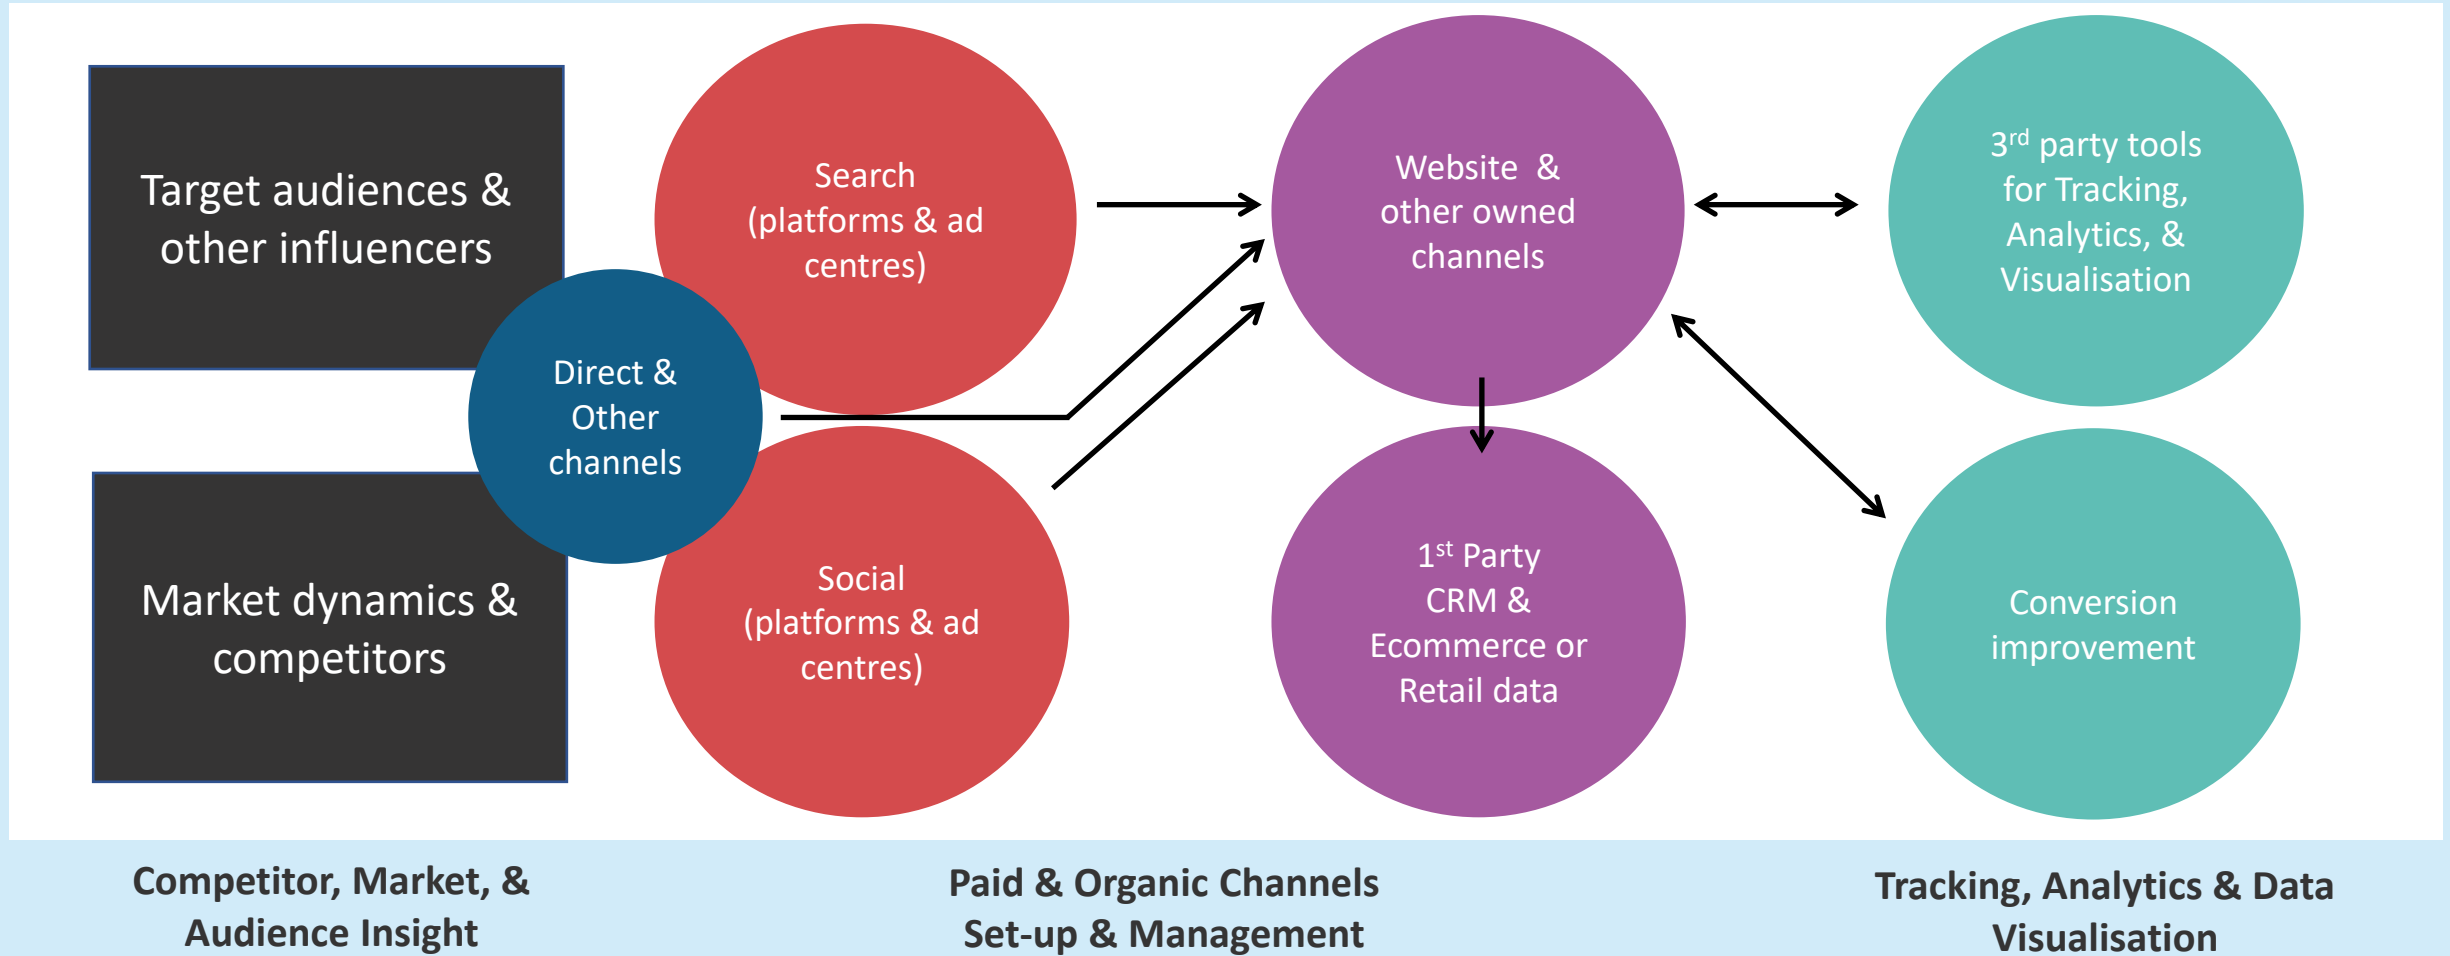 Target audiences &
other influencers
Market dynamics &
competitors
Direct &
Other
channels
Search
(platforms & ad
centres)
Social
(platforms & ad
centres)
Website  &
other owned
channels
1st Party
CRM &
Ecommerce or
Retail data
3rd party tools
for Tracking,
Analytics, &
Visualisation
Conversion
improvement
Competitor, Market, &
Audience Insight
Paid & Organic Channels
Set-up & Management
Tracking, Analytics & Data
Visualisation